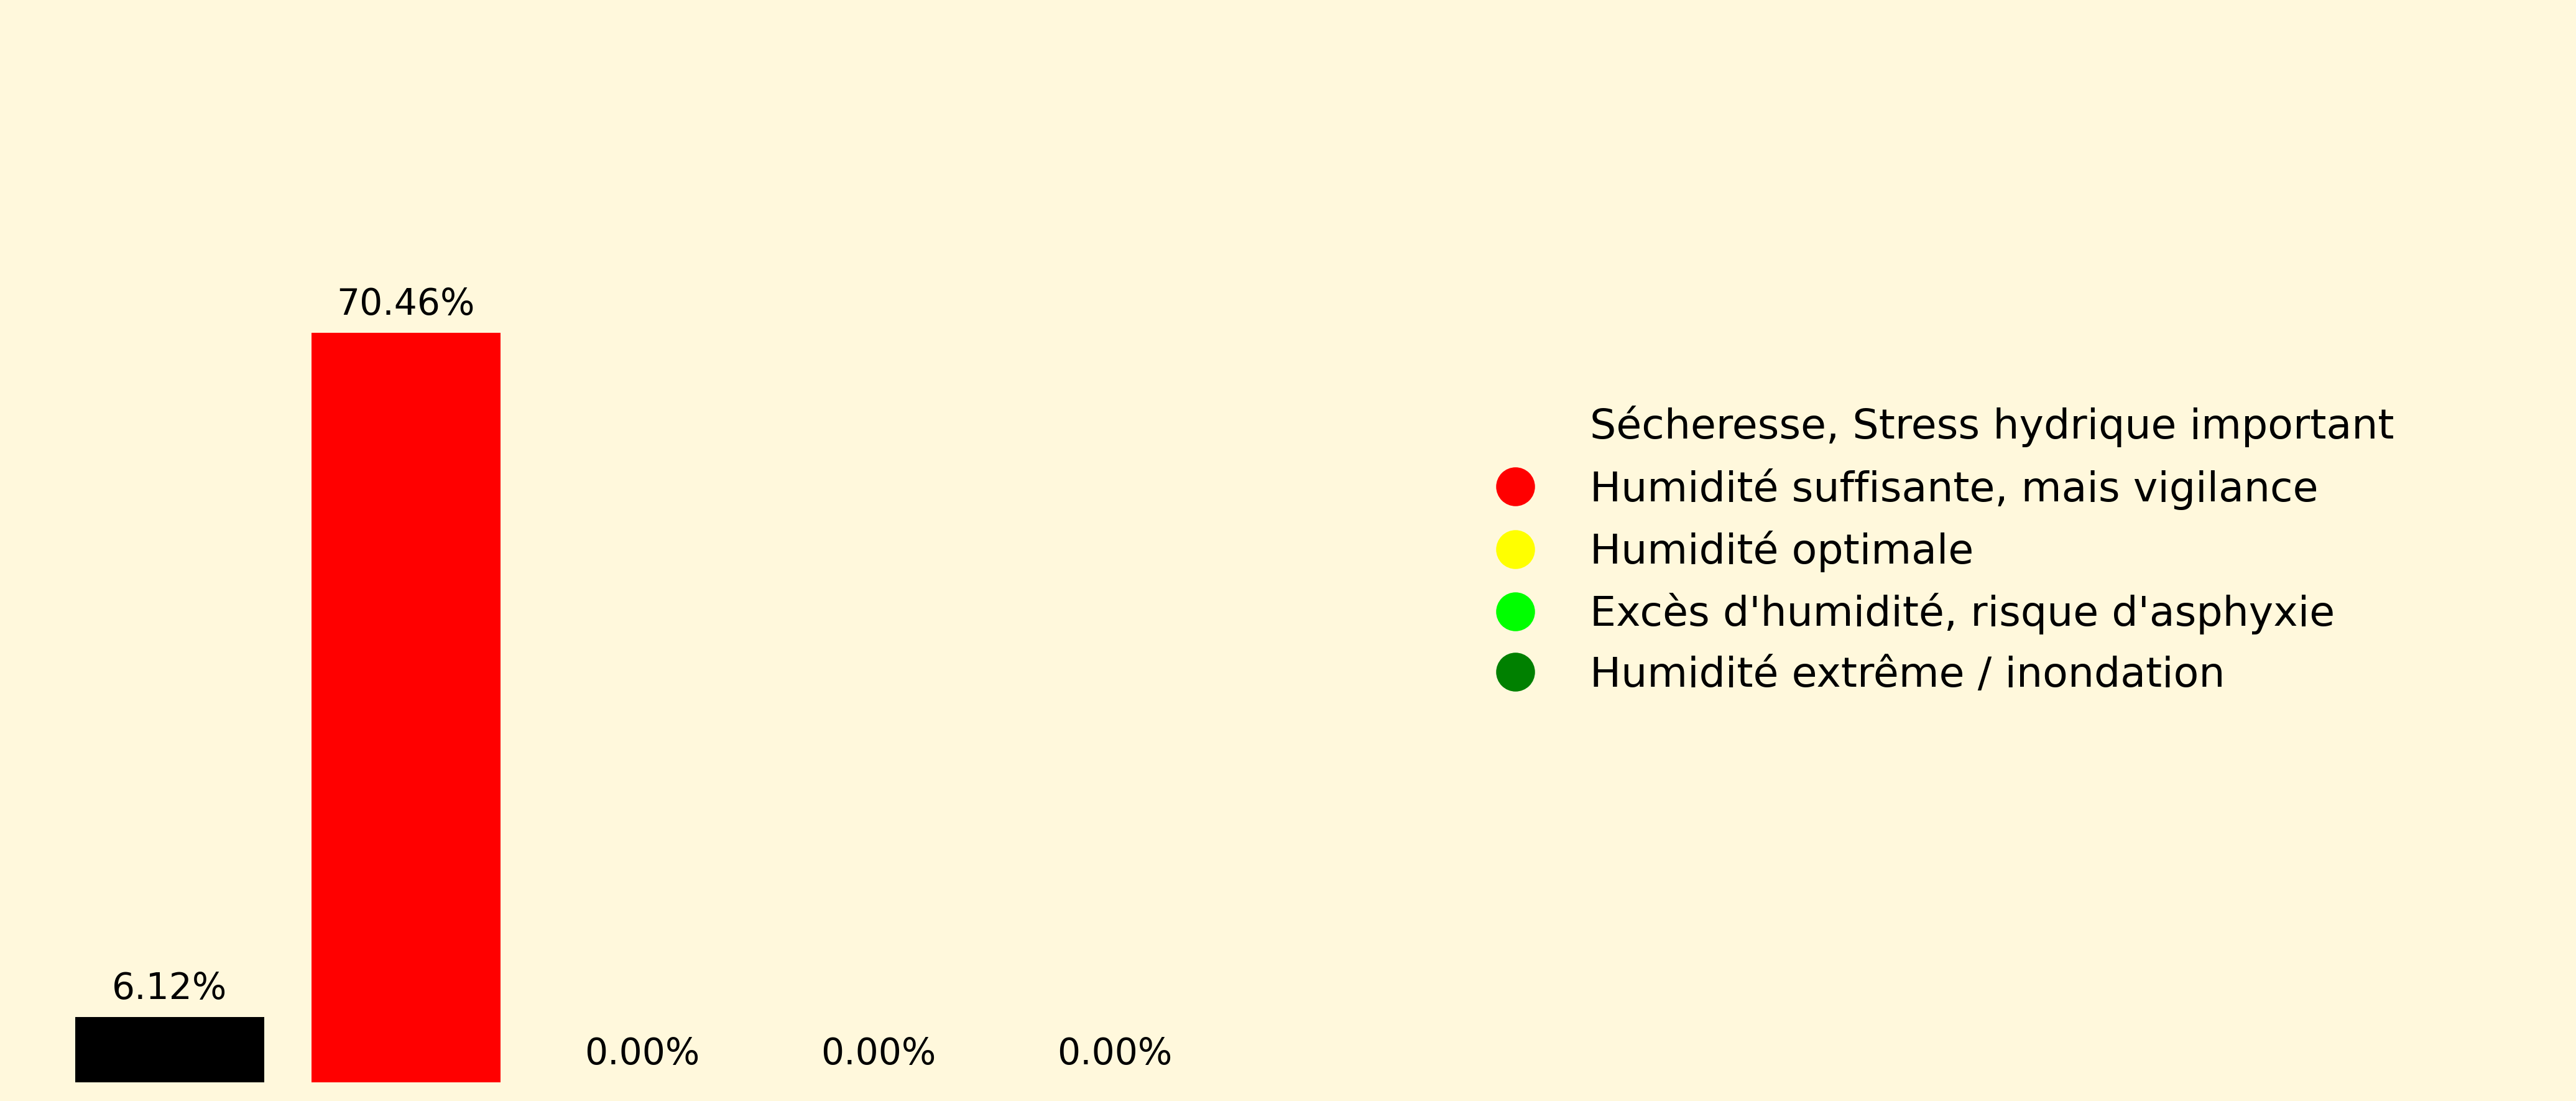 70.46%
6.12%
0.00%
0.00%
0.00%
Sécheresse, Stress hydrique important
Humidité suffisante, mais vigilance
Humidité optimale
Excès d'humidité, risque d'asphyxie
Humidité extrême / inondation